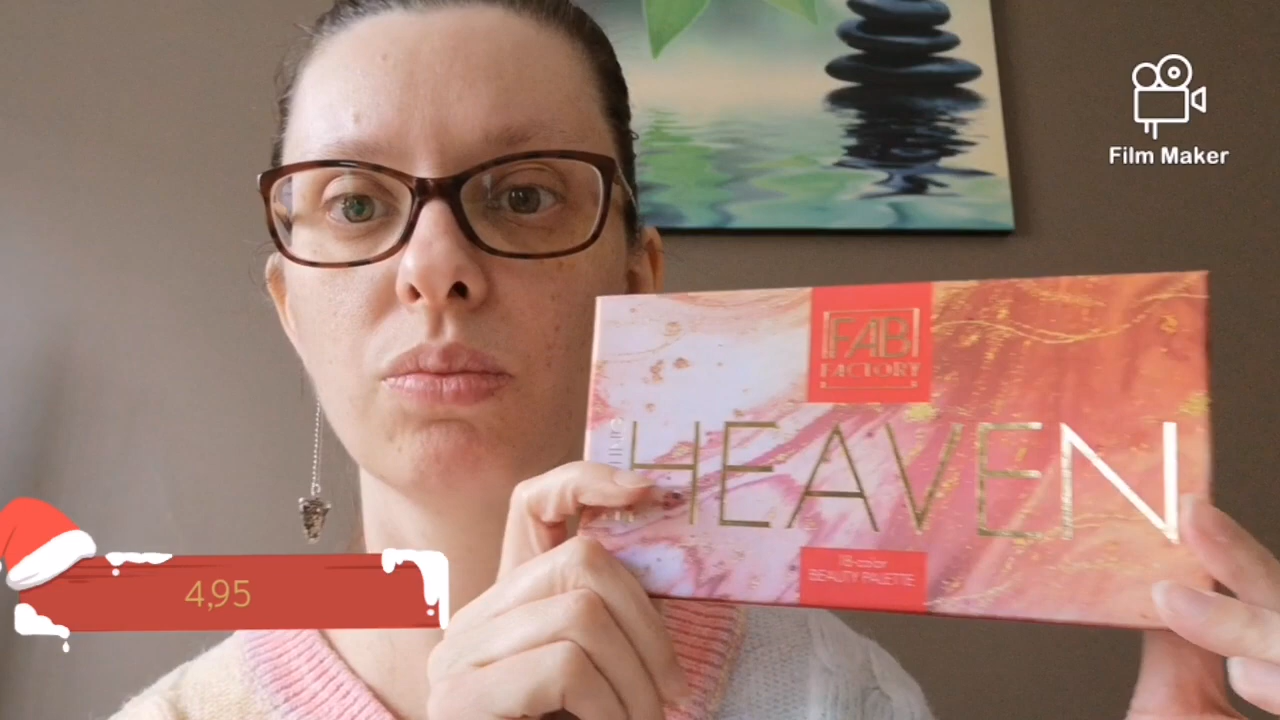 Film Maker
FAB
FACTORY
HEAVEN
18-color
BEAUTY PALETTE
4,95